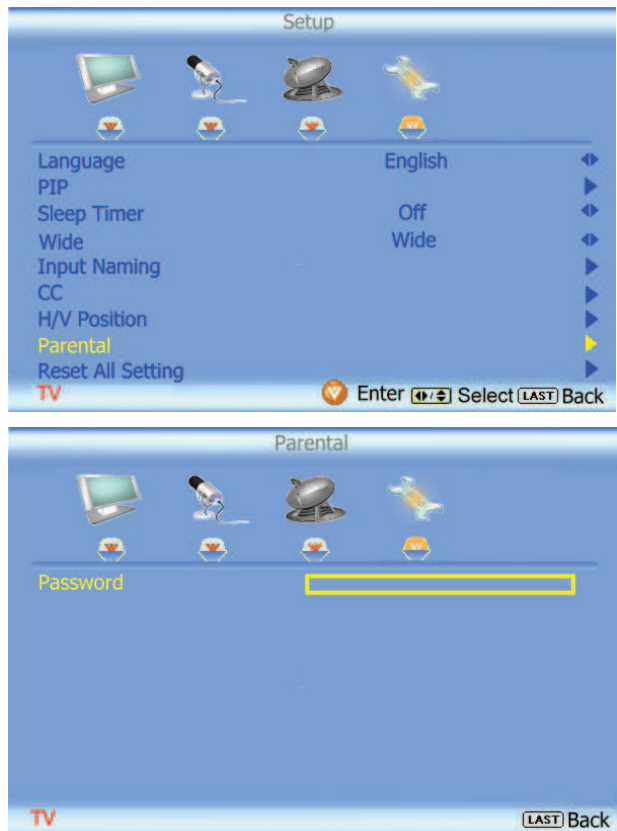 Setup
Language English
PIP
Sleep Timer Off
Wide Wide
Input Naming
CC
H/V Position
Parental
Reset All Setting
TV Enter Select LAST Back
Parental
Password
TV LAST Back